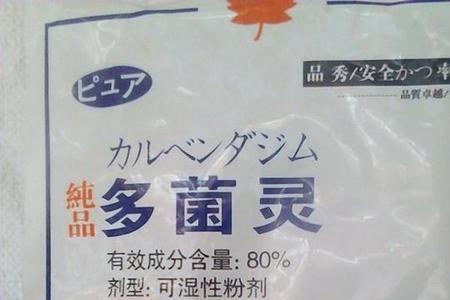 ピュア
品 秀/安全かつ率
品質卓越/
カルベンダジム
純品
多菌灵
有效成分含量: 80%
剂型: 可湿性粉剂